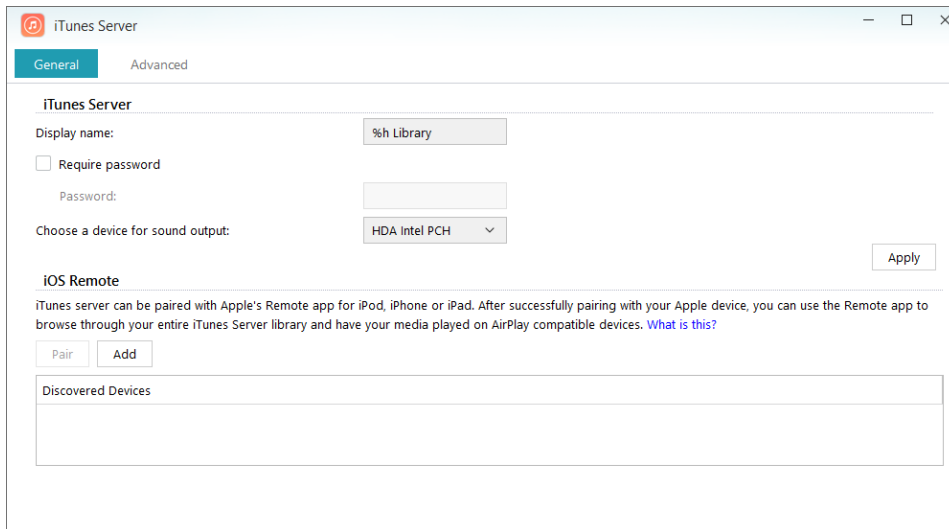 iTunes Server
General
Advanced
iTunes Server
Display name:
%h Library
Require password
Password:
Choose a device for sound output:
HDA Intel PCH
Apply
iOS Remote
iTunes server can be paired with Apple's Remote app for iPod, iPhone or iPad. After successfully pairing with your Apple device, you can use the Remote app to
browse through your entire iTunes Server library and have your media played on AirPlay compatible devices. What is this?
Pair
Add
Discovered Devices